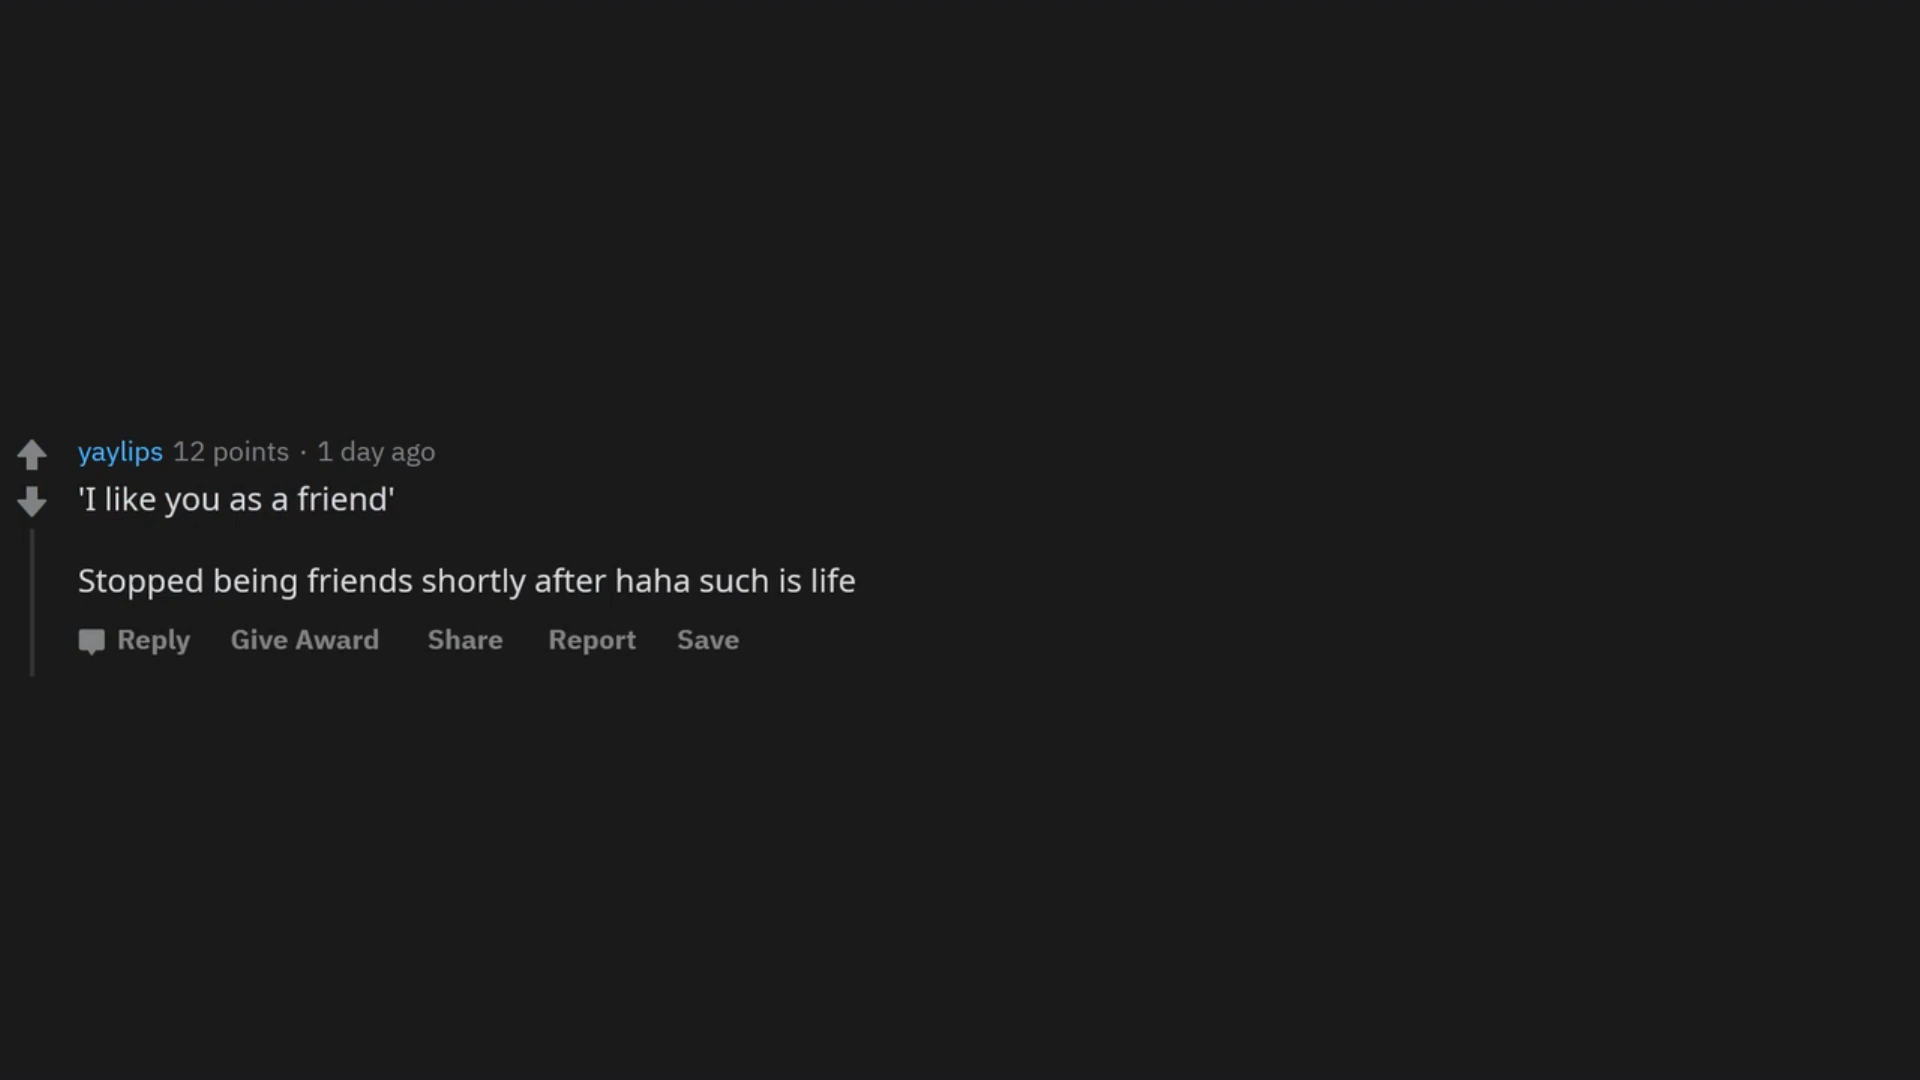 yaylips 12 points · 1 day ago
'I like you as a friend'
Stopped being friends shortly after haha such is life
Reply Give Award Share Report Save